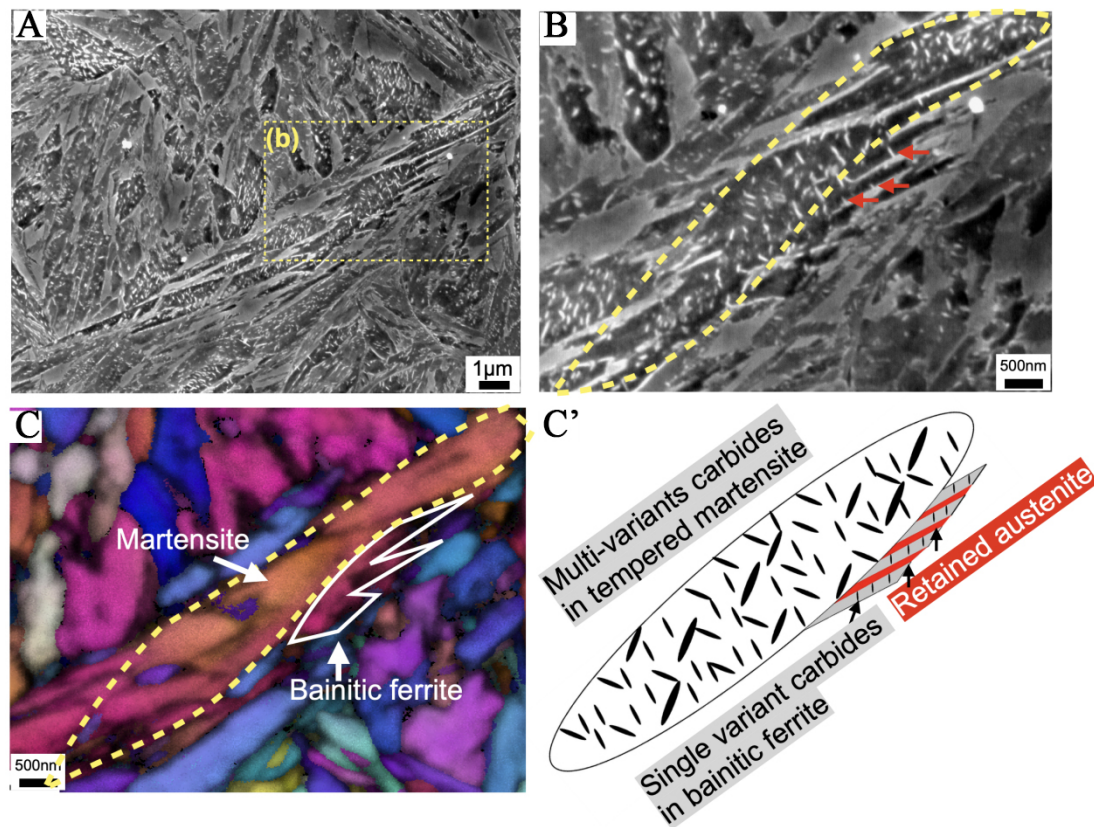 A
(b)
1μm
B
500nm
C
Martensite
Bainitic ferrite
500nm
C’
Multi-variants carbides
in tempered martensite
Retained austenite
Single variant carbides
in bainitic ferrite